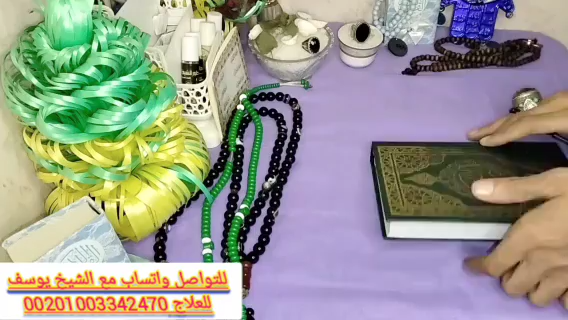 للتواصل واتساب مع الشيخ يوسف
للعلاج 00201003342470